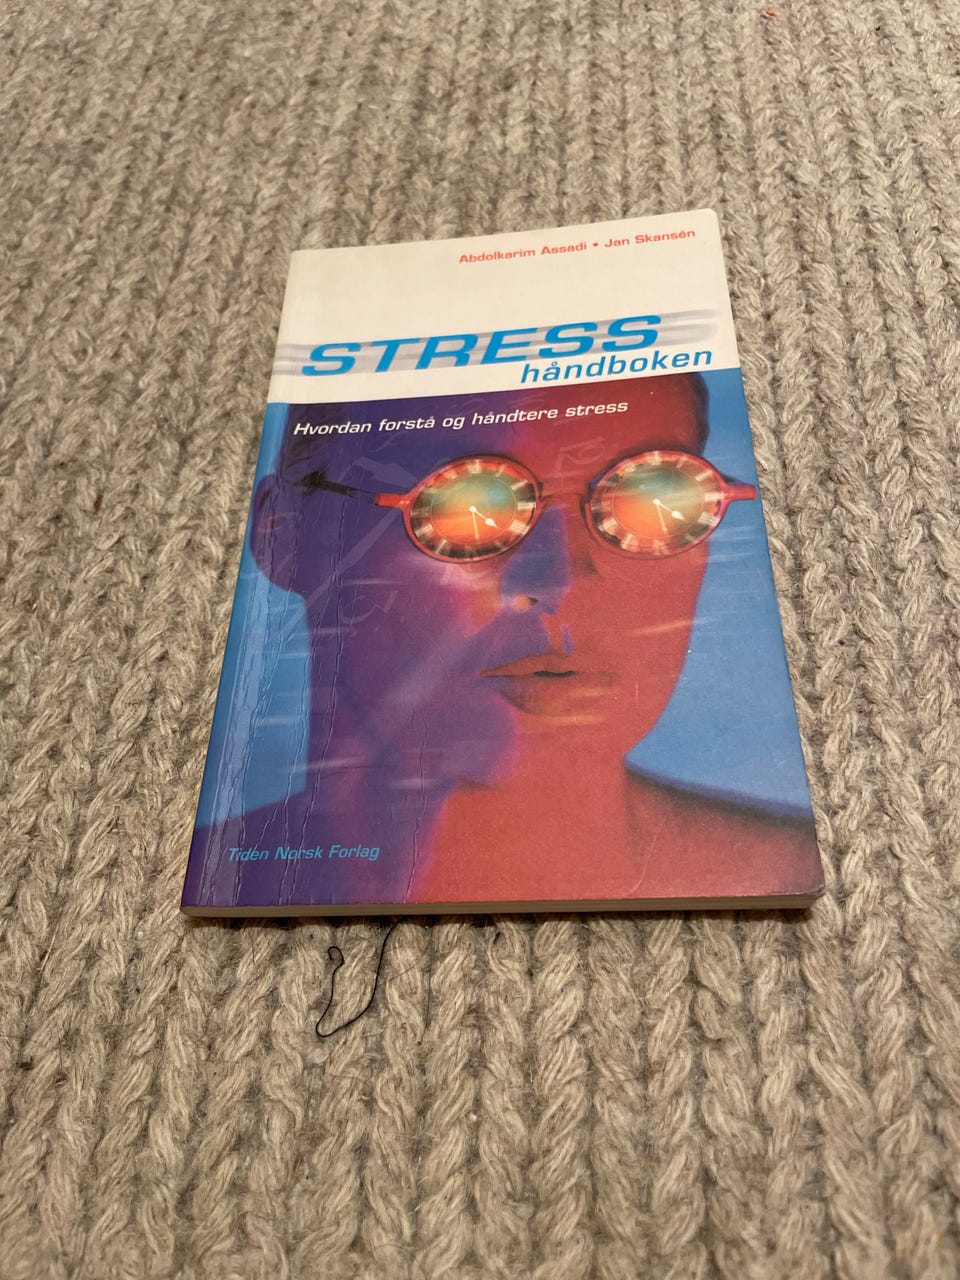 Abdolkarim Assadi • Jan Skansén
STRESS
håndboken
Hvordan forstå og håndtere stress
Tiden Norsk Forlag